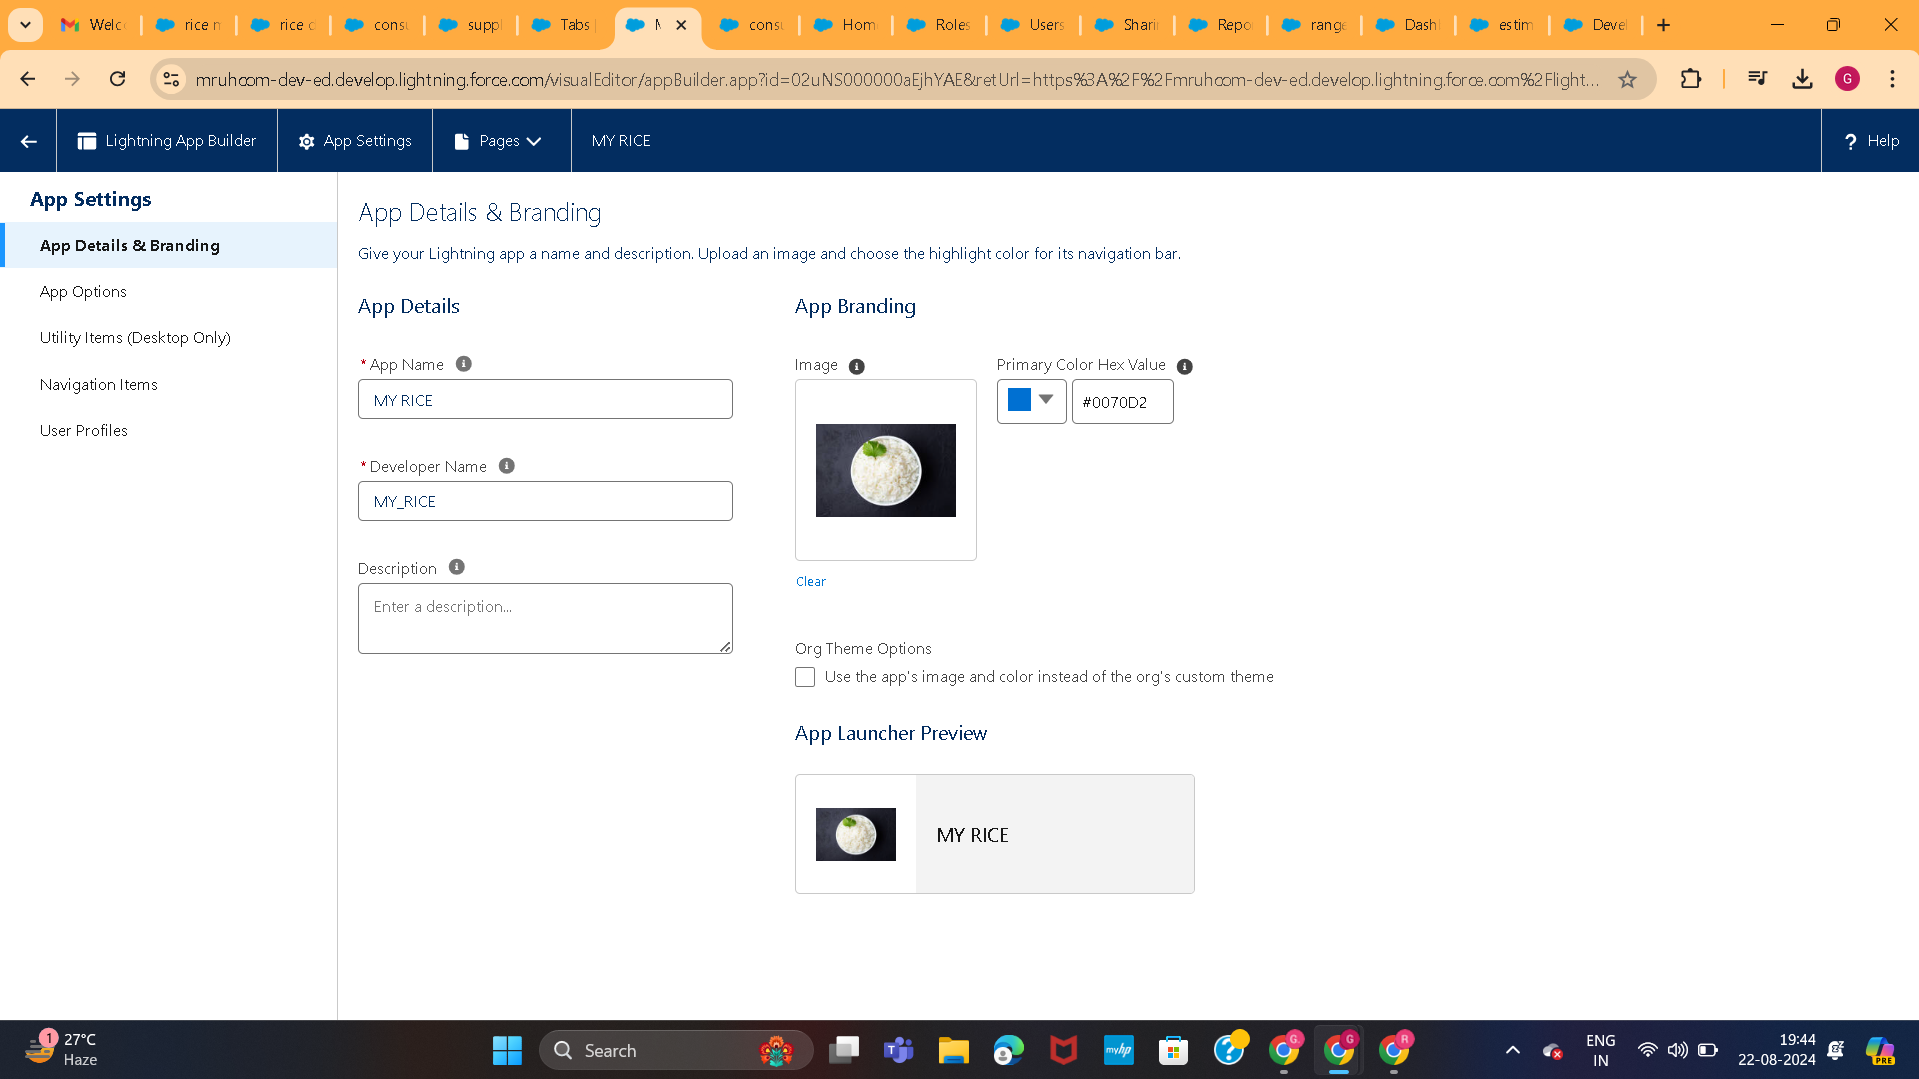 Welc
rice m
rice d
consu
suppl
Tabs |
M
consu
Hom
Roles
Users
Sharin
Repo
range
Dash
estim
Devel
mruhcom-dev-ed.develop.lightning.force.com/visualEditor/appBuilder.app?id=02uNS000000aEjhYAE&retUrl=https%3A%2F%2Fmruhcom-dev-ed.develop.lightning.force.com%2Flight...
G
Lightning App Builder
App Settings
Pages
MY RICE
? Help
App Settings
App Details & Branding
App Options
Utility Items (Desktop Only)
Navigation Items
User Profiles
App Details & Branding
Give your Lightning app a name and description. Upload an image and choose the highlight color for its navigation bar.
App Details
* App Name
MY RICE
* Developer Name
MY_RICE
Description
Enter a description...
App Branding
Image
Primary Color Hex Value
#0070D2
Clear
Org Theme Options
Use the app's image and color instead of the org's custom theme
App Launcher Preview
MY RICE
1
27°C
Haze
Search
myhp
G
G
R
ENG
IN
19:44
22-08-2024
PRE